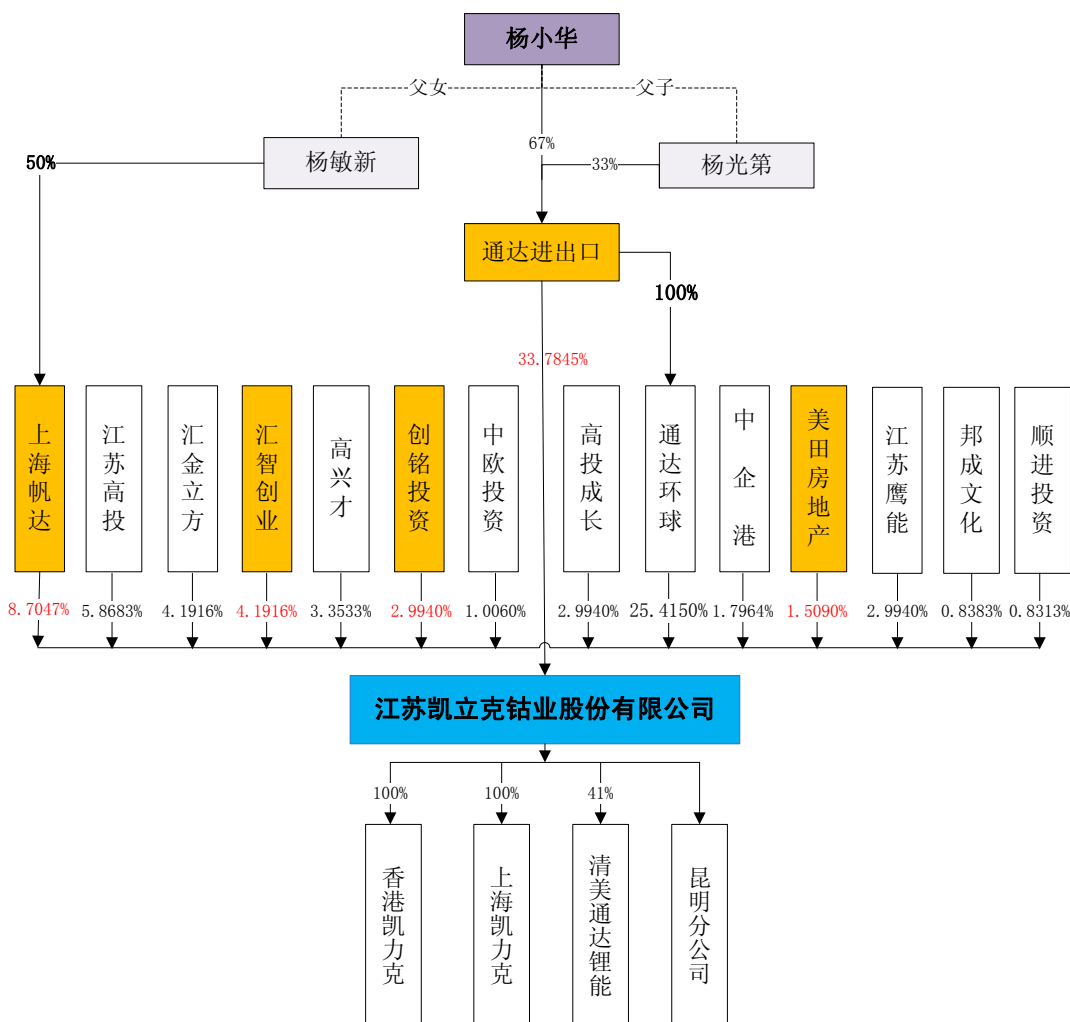 杨小华
父女
父子
67%
50%
杨敏新
33%
杨光第
通达进出口
100%
33.7845%
上海帆达
江苏高投
汇金立方
汇智创业
高兴才
创铭投资
中欧投资
高投成长
通达环球
中企港
美田房地产
江苏鹰能
邦成文化
顺进投资
8.7047%
5.8683%
4.1916%
4.1916%
3.3533%
2.9940%
1.0060%
2.9940%
25.4150%
1.7964%
1.5090%
2.9940%
0.8383%
0.8313%
江苏凯立克钴业股份有限公司
100%
100%
41%
香港凯力克
上海凯力克
清美通达锂能
昆明分公司